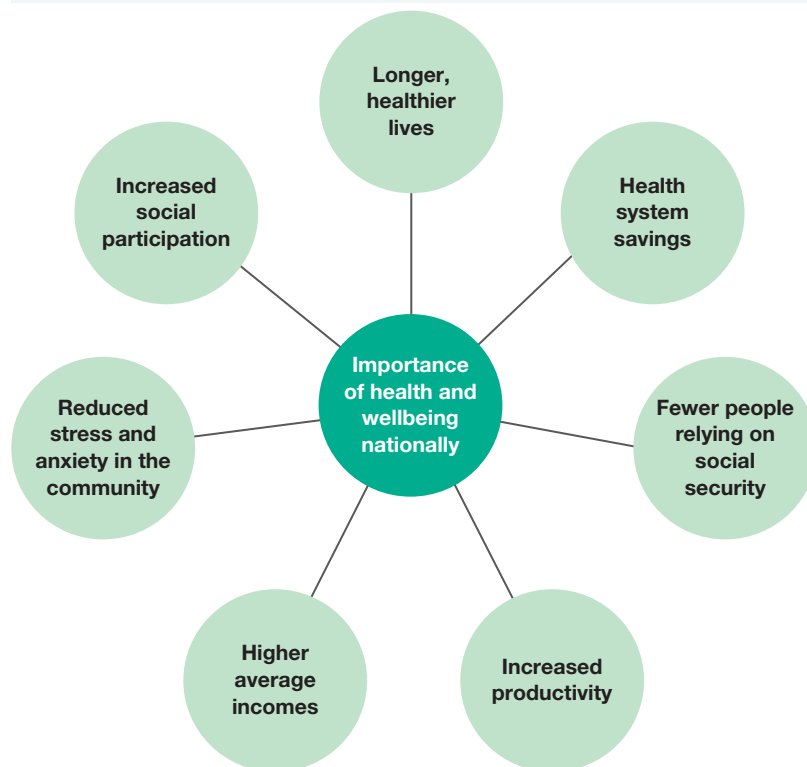 Longer,
healthier
lives
Increased
social
participation
Health
system
savings
Importance
of health and
wellbeing
nationally
Reduced
stress and
anxiety in the
community
Fewer people
relying on
social
security
Higher
average
incomes
Increased
productivity